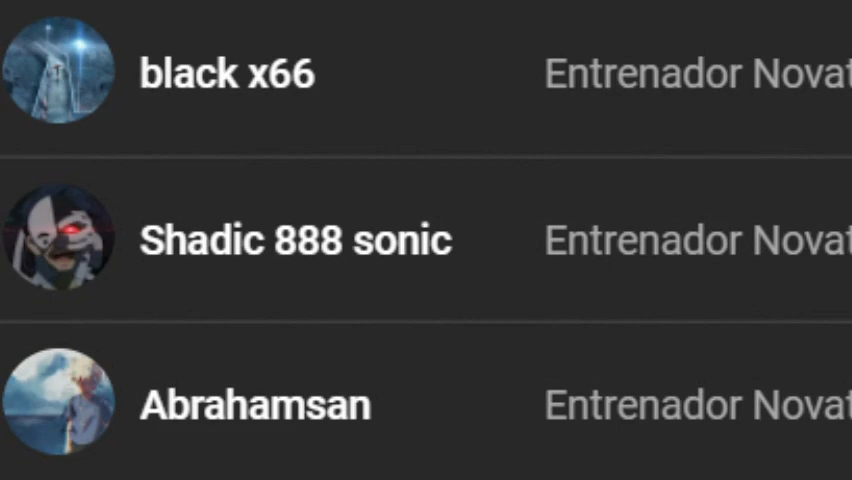 black x66 Entrenador Novat
Shadic 888 sonic Entrenador Novat
Abrahamsan Entrenador Novat